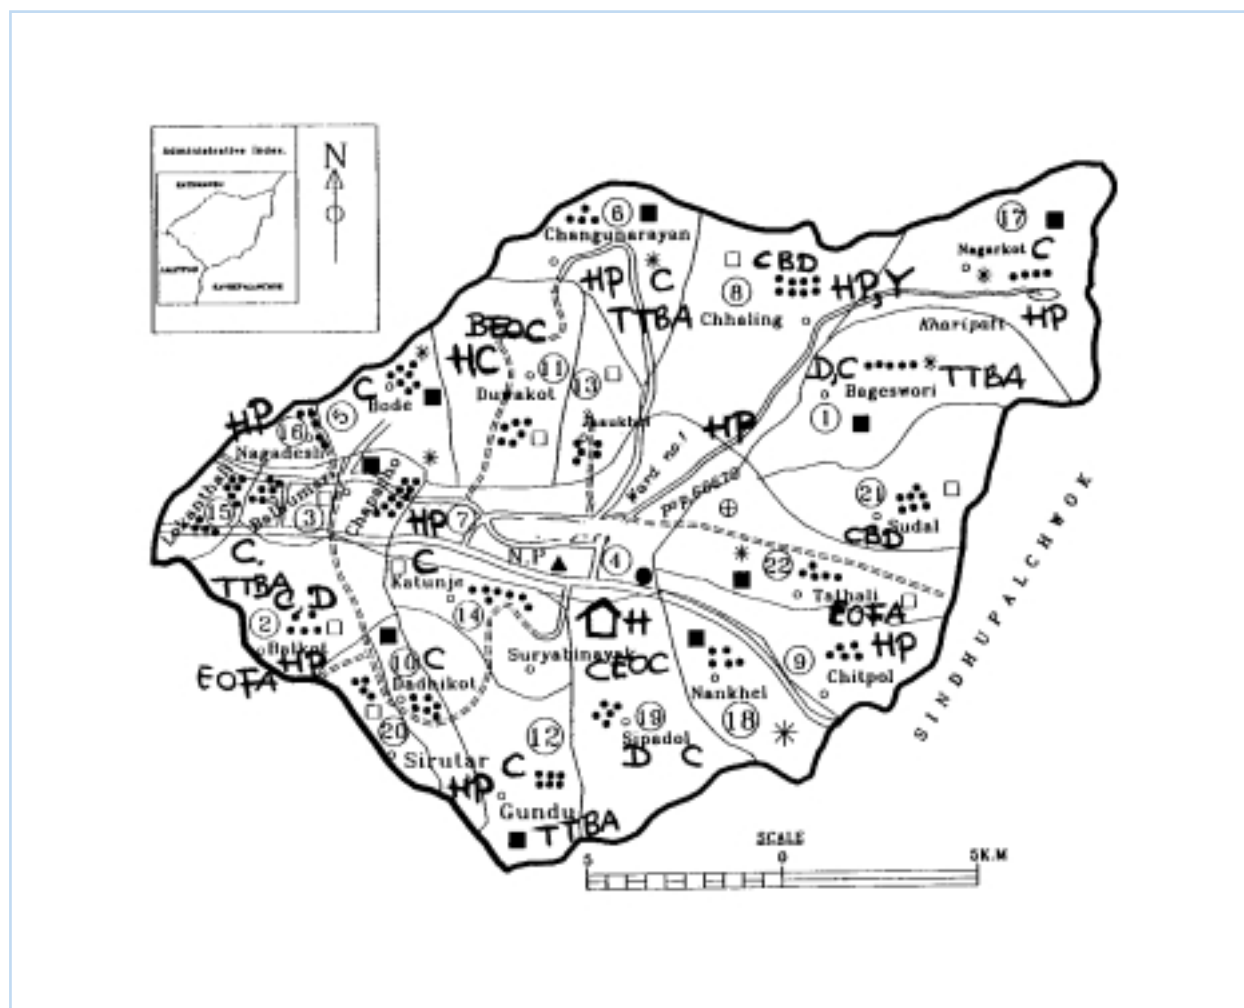 Administrative Index.
N
6
Changunarayan
17
Nagarkot C
CBD
HP C
8
HP, Y
Chhaling
TTBA
Kharipati HP
BEOC
HC
11
13
D,C
TTBA
Bageswori
Duwakot
1
C
5
Bode
HP
16
Nagadesh
HP
Ward no 1
Lokanthali
15
3
Chapacho
21
Sudal
CBD
HP
7
N.P
4
C.
C
Katunje
22
Tathali
TTBA
C, D
14
EOFA
2
H
HP
Balkot
HP
Suryabinayak
CEOC
9
Chitpol
EOFA
10
C
Dadhikot
Nankhel
18
20
12
19
Sipadol
D C
Sirutar
C
HP
Gundu
TTBA
SINDHUPALCHWOK
SCALE
5 0 5K.M